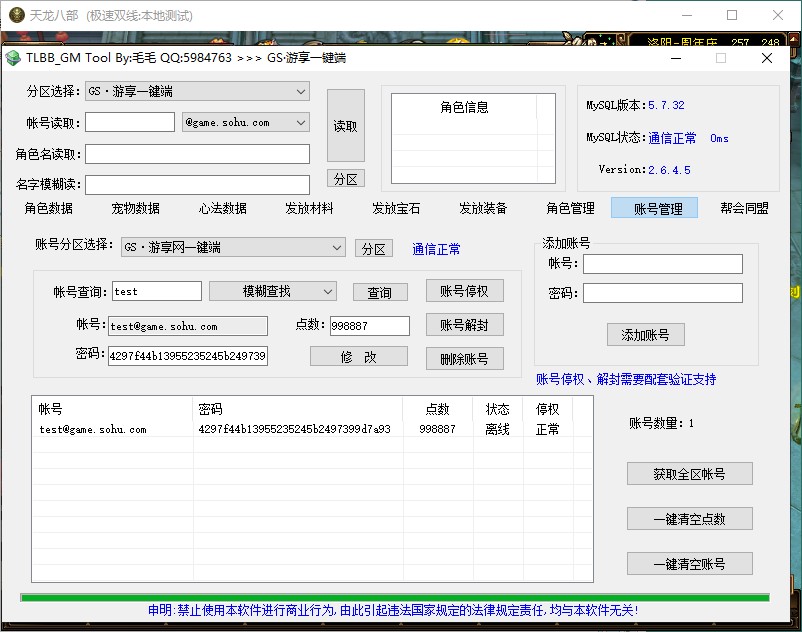 天龙八部 (极速双线:本地测试)
洛阳-周年庆 257 248
TLBB_GM Tool By:毛毛 QQ:5984763 >>> GS·游享一键端
分区选择: GS·游享一键端
帐号读取: @game.sohu.com
读取
角色名读取:
名字模糊读:
分区
角色信息
MySQL版本:5.7.32
MySQL状态:通信正常 0ms
Version:2.6.4.5
角色数据 宠物数据 心法数据 发放材料 发放宝石 发放装备 角色管理 账号管理 帮会同盟
账号分区选择: GS·游享网一键端 分区 通信正常
帐号查询: test 模糊查找 查询 账号停权
帐号: test@game.sohu.com 点数: 998887 账号解封
密码: 4297f44b13955235245b249739 修 改 删除账号
添加账号
帐号:
密码:
添加账号
账号停权、解封需要配套验证支持
帐号 密码 点数 状态 停权
test@game.sohu.com 4297f44b13955235245b2497399d7a93 998887 离线 正常
账号数量: 1
获取全区帐号
一键清空点数
一键清空账号
申明:禁止使用本软件进行商业行为,由此引起违法国家规定的法律规定责任,均与本软件无关!